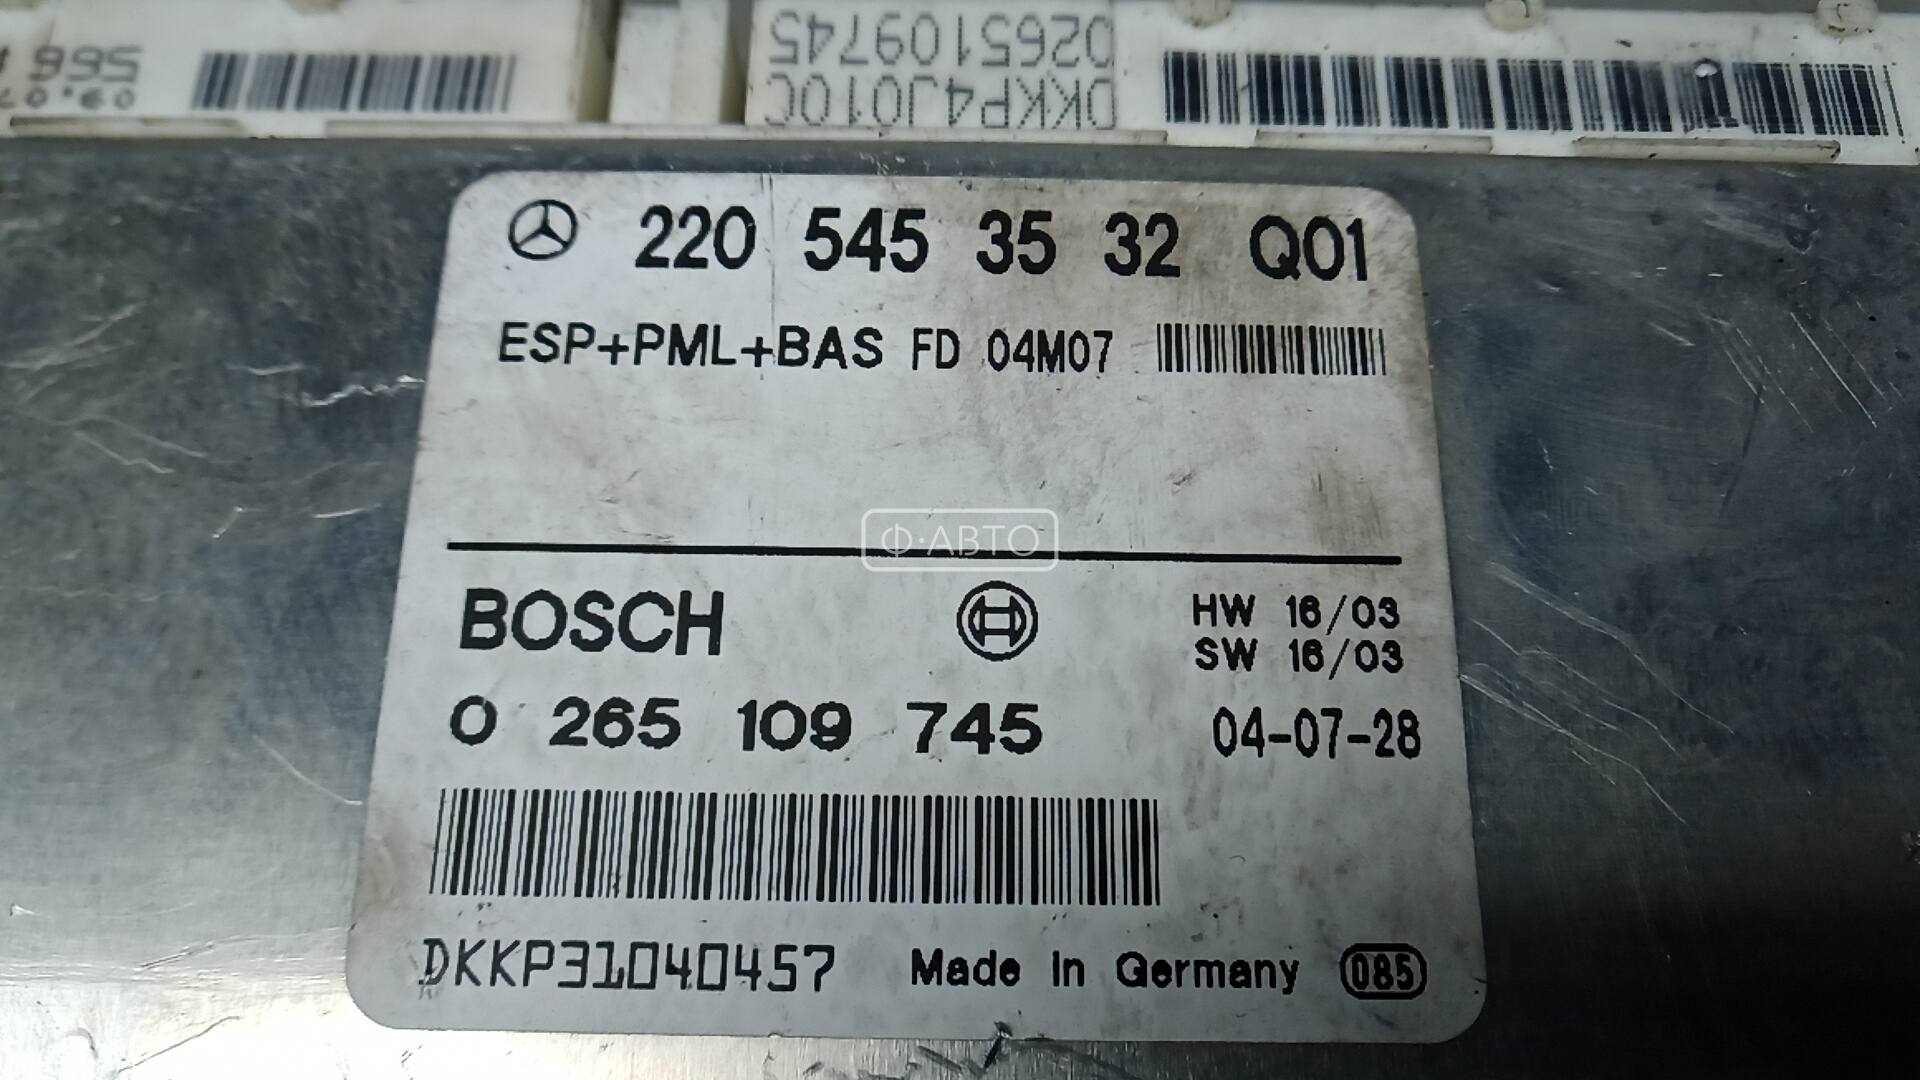 0265109745
DKKP4J010C
220 545 35 32 Q01
ESP+PML+BAS FD 04M07
Ф·АВТО
BOSCH
HW 16/03
SW 16/03
0 265 109 745
04-07-28
DKKP31040457
Made in Germany
085